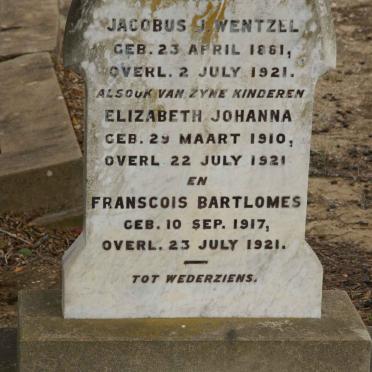 JACOBUS J. WENTZEL
GEB. 23 APRIL 1881,
OVERL. 2 JULY 1921.
ALSOOK VAN ZYNE KINDEREN
ELIZABETH JOHANNA
GEB. 29 MAART 1910,
OVERL 22 JULY 1921
EN
FRANSCOIS BARTLOMES
GEB. 10 SEP. 1917,
OVERL. 23 JULY 1921.
TOT WEDERZIENS.